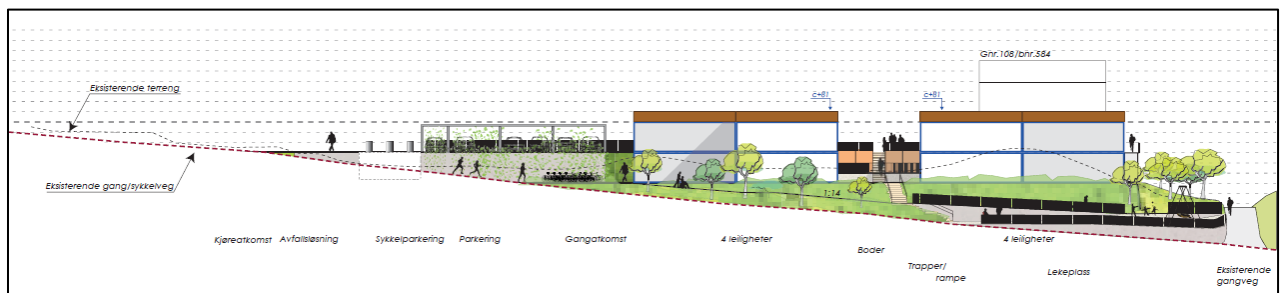 Gnr.108/bnr.584
Eksisterende terreng
c+81
c+81
Eksisterende gang/sykkelveg
1:14
Kjøreatkomst
Avfallsløsning
Sykkelparkering
Parkering
Gangatkomst
4 leiligheter
Boder
4 leiligheter
Trapper/
rampe
Lekeplass
Eksisterende
gangveg